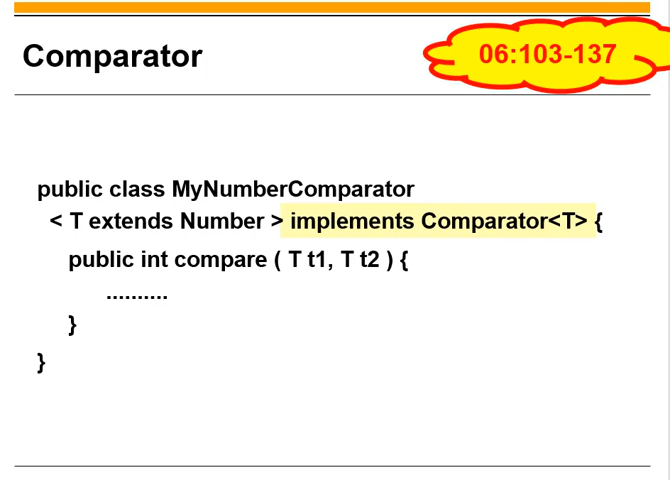 Comparator
06:103-137
public class MyNumberComparator
< T extends Number > implements Comparator<T> {
public int compare ( T t1, T t2 ) {
..........
}
}